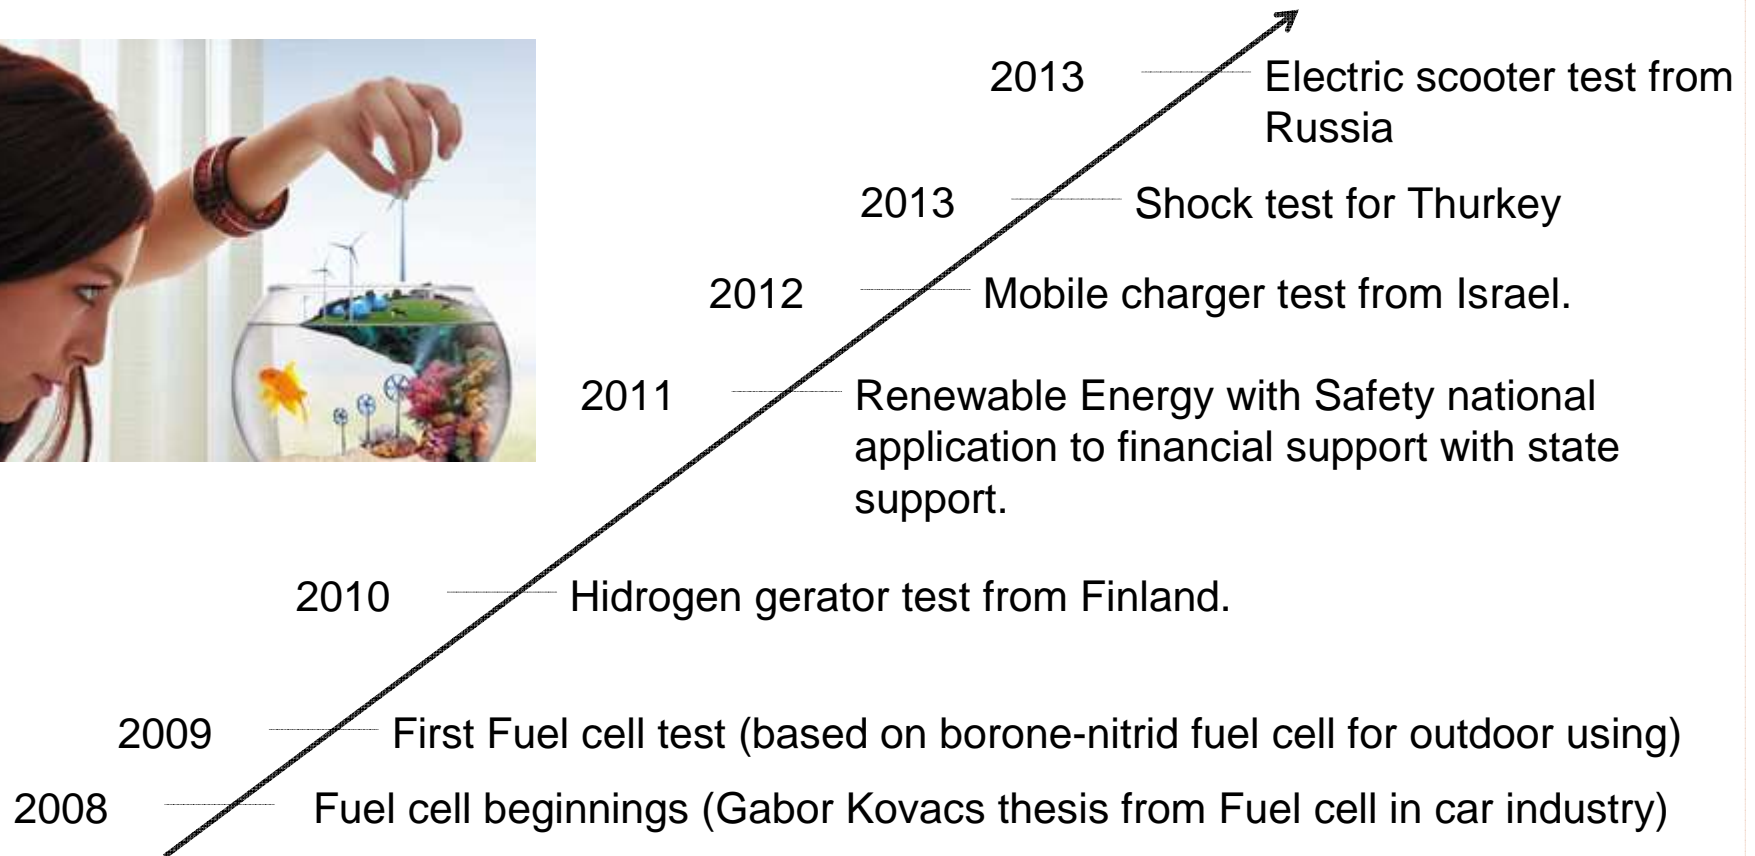 2013 Electric scooter test from
Russia
2013 Shock test for Thurkey
2012 Mobile charger test from Israel.
2011 Renewable Energy with Safety national
application to financial support with state
support.
2010 Hidrogen gerator test from Finland.
2009 First Fuel cell test (based on borone-nitrid fuel cell for outdoor using)
2008 Fuel cell beginnings (Gabor Kovacs thesis from Fuel cell in car industry)